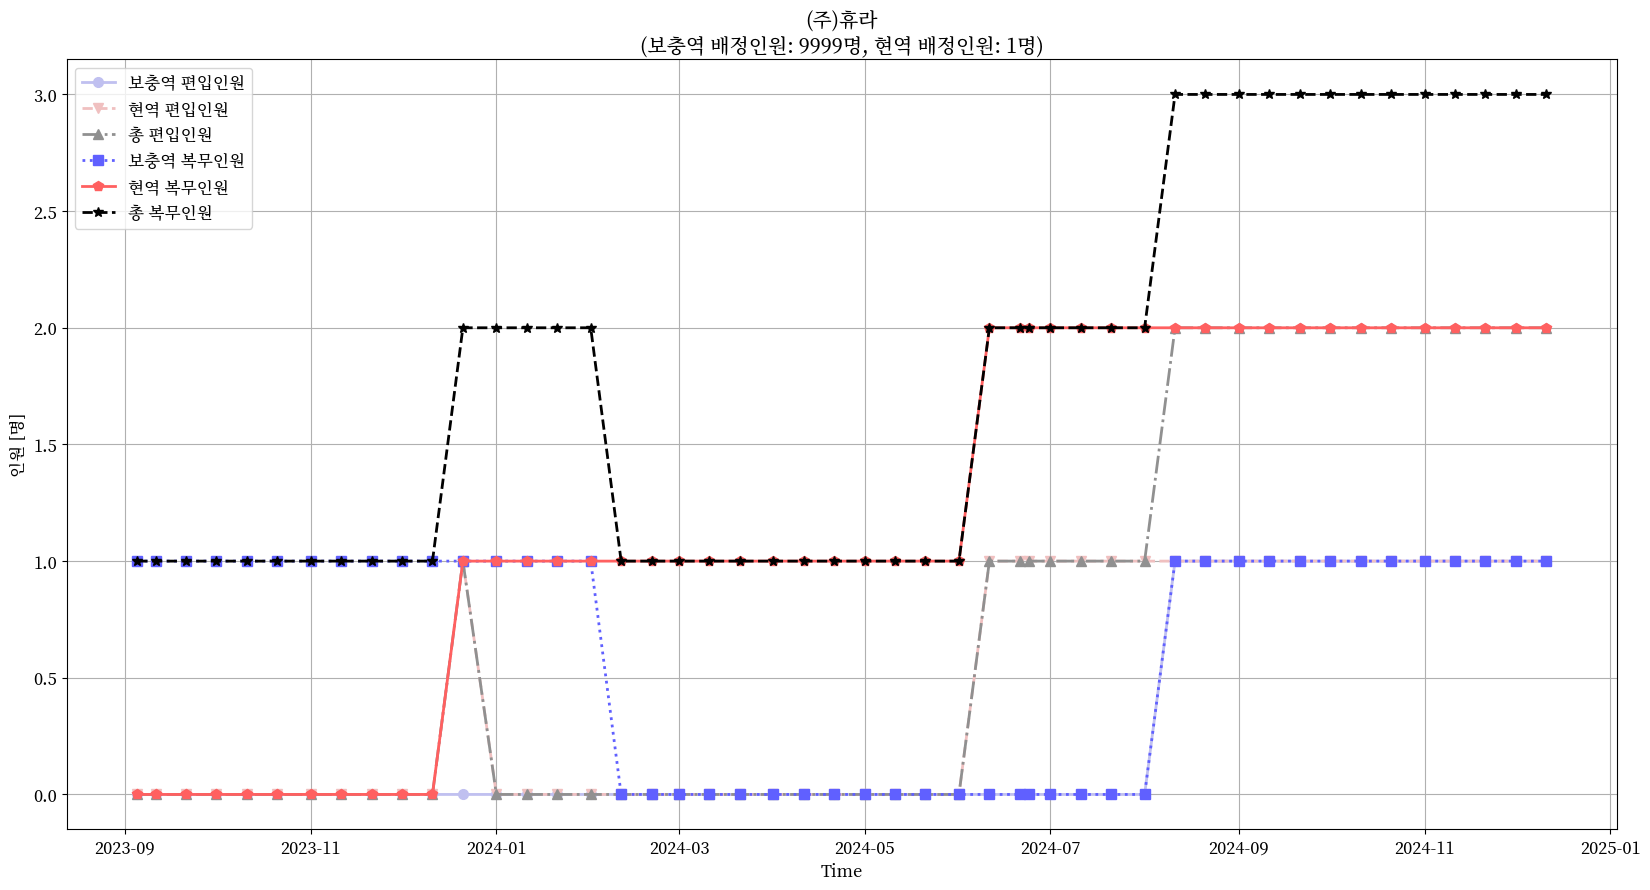 (주)휴라
(보충역 배정인원: 9999명, 현역 배정인원: 1명)
보충역 편입인원
현역 편입인원
총 편입인원
보충역 복무인원
현역 복무인원
총 복무인원
3.0
2.5
2.0
1.5
1.0
0.5
0.0
인원 [명]
2023-09
2023-11
2024-01
2024-03
2024-05
2024-07
2024-09
2024-11
2025-01
Time